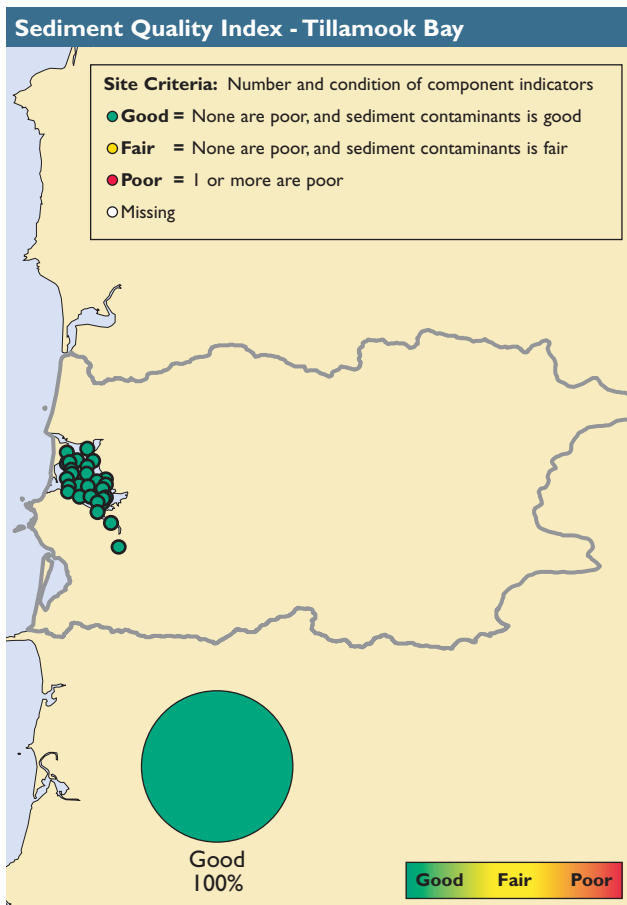 Sediment Quality Index - Tillamook Bay
Site Criteria: Number and condition of component indicators
Good = None are poor, and sediment contaminants is good
Fair = None are poor, and sediment contaminants is fair
Poor = 1 or more are poor
Missing
Good
100%
Good Fair Poor